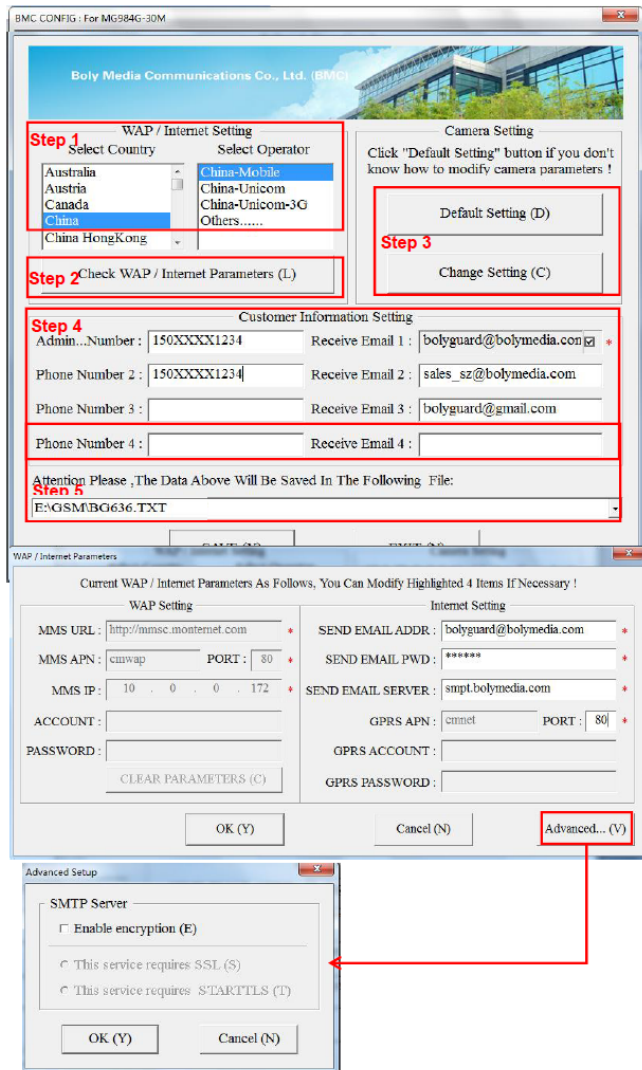 BMC CONFIG : For MG984G-30M
Boly Media Communications Co., Ltd. (BMC)
Step 1
WAP / Internet Setting
Select Country
Select Operator
Australia
Austria
Canada
China
China HongKong
China-Mobile
China-Unicom
China-Unicom-3G
Others......
Step 2
Check WAP / Internet Parameters (L)
Camera Setting
Click "Default Setting" button if you don't
know how to modify camera parameters !
Default Setting (D)
Step 3
Change Setting (C)
Step 4
Customer Information Setting
Admin...Number : 150XXXX1234 Receive Email 1 : bolyguard@bolymedia.con *
Phone Number 2 : 150XXXX1234 Receive Email 2 : sales_sz@bolymedia.com
Phone Number 3 : Receive Email 3 : bolyguard@gmail.com
Phone Number 4 : Receive Email 4 :
Attention Please ,The Data Above Will Be Saved In The Following File:
Step 5
E:\GSM\BG636.TXT
WAP / Internet Parameters
Current WAP / Internet Parameters As Follows, You Can Modify Highlighted 4 Items If Necessary !
WAP Setting
MMS URL : http://mmsc.monternet.com *
MMS APN : cmwap PORT : 80 *
MMS IP : 10 . 0 . 0 . 172 *
ACCOUNT :
PASSWORD :
CLEAR PARAMETERS (C)
Internet Setting
SEND EMAIL ADDR : bolyguard@bolymedia.com *
SEND EMAIL PWD : ****** *
SEND EMAIL SERVER : smpt.bolymedia.com *
GPRS APN : cmnet PORT : 80 *
GPRS ACCOUNT :
GPRS PASSWORD :
OK (Y)
Cancel (N)
Advanced... (V)
Advanced Setup
SMTP Server
Enable encryption (E)
This service requires SSL (S)
This service requires STARTTLS (T)
OK (Y)
Cancel (N)